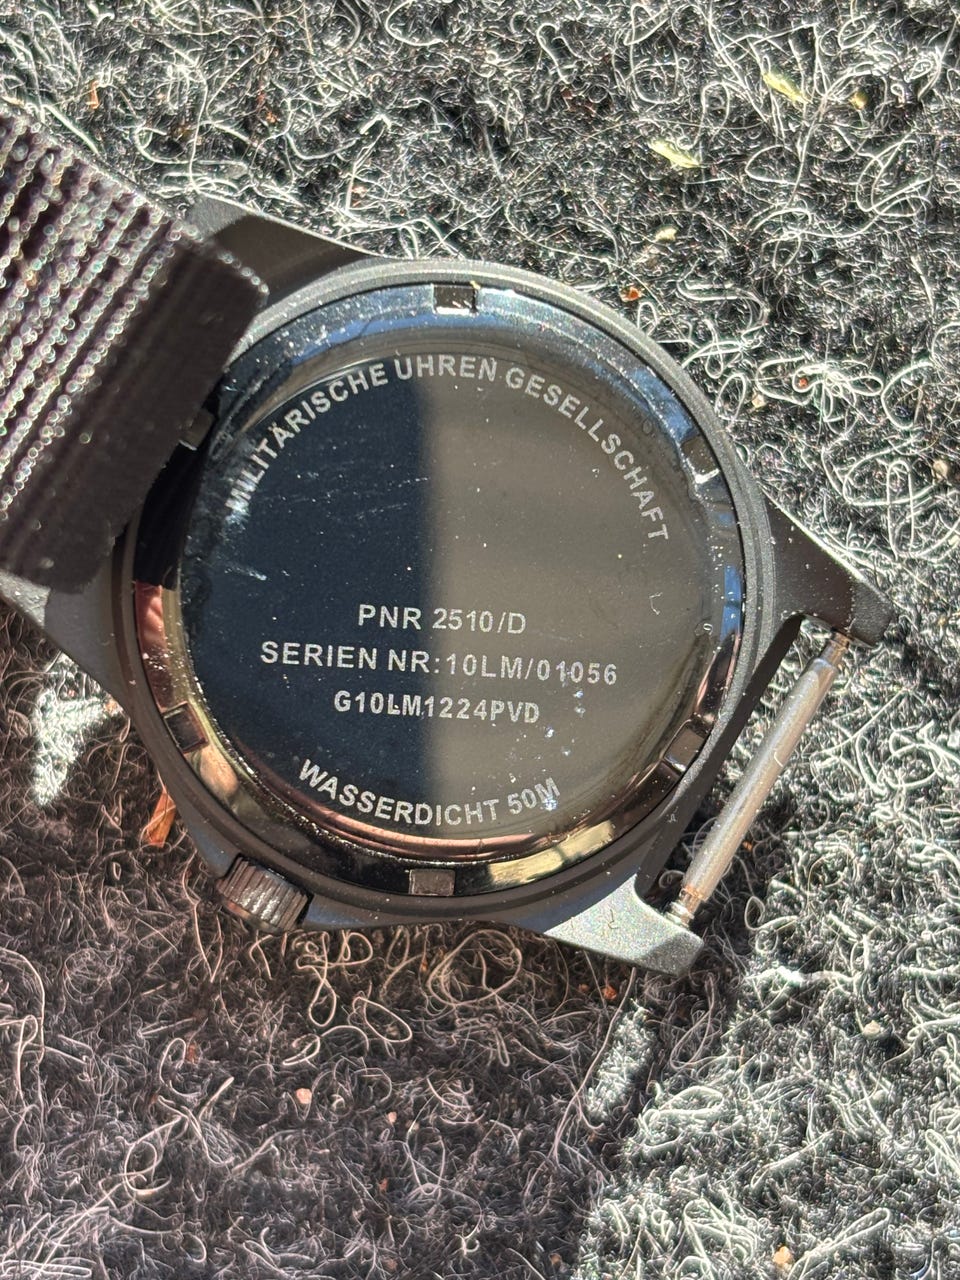 MILITÄRISCHE UHREN GESELLSCHAFT
PNR 2510/D
SERIEN NR:10LM/01056
G10LM1224PVD
WASSERDICHT 50M